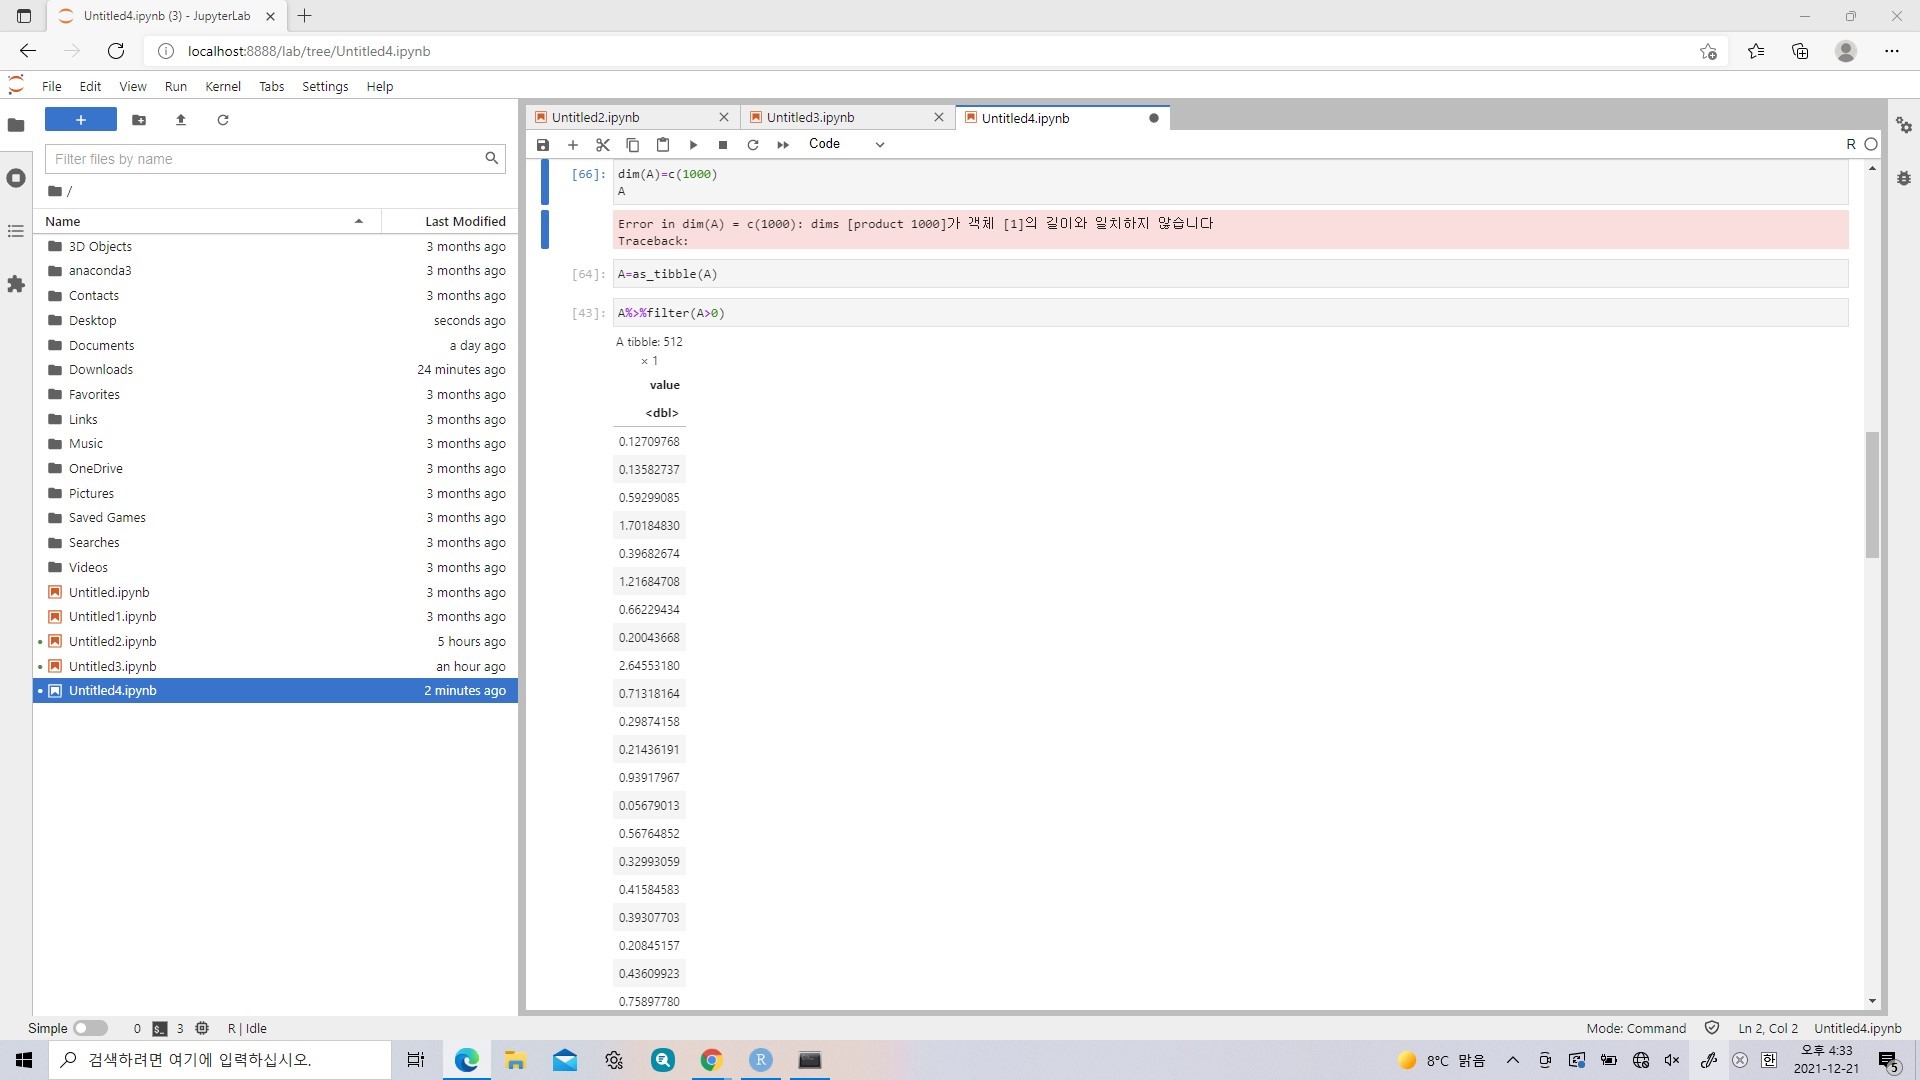 Untitled4.ipynb (3) - JupyterLab
localhost:8888/lab/tree/Untitled4.ipynb
File Edit View Run Kernel Tabs Settings Help
Filter files by name
/
Name Last Modified
3D Objects 3 months ago
anaconda3 3 months ago
Contacts 3 months ago
Desktop seconds ago
Documents a day ago
Downloads 24 minutes ago
Favorites 3 months ago
Links 3 months ago
Music 3 months ago
OneDrive 3 months ago
Pictures 3 months ago
Saved Games 3 months ago
Searches 3 months ago
Videos 3 months ago
Untitled.ipynb 3 months ago
Untitled1.ipynb 3 months ago
Untitled2.ipynb 5 hours ago
Untitled3.ipynb an hour ago
Untitled4.ipynb 2 minutes ago
Untitled2.ipynb Untitled3.ipynb Untitled4.ipynb
Code R
[66]: dim(A)=c(1000)
A
Error in dim(A) = c(1000): dims [product 1000]가 객체 [1]의 길이와 일치하지 않습니다
Traceback:
[64]: A=as_tibble(A)
[43]: A%>%filter(A>0)
A tibble: 512
× 1
value
<dbl>
0.12709768
0.13582737
0.59299085
1.70184830
0.39682674
1.21684708
0.66229434
0.20043668
2.64553180
0.71318164
0.29874158
0.21436191
0.93917967
0.05679013
0.56764852
0.32993059
0.41584583
0.39307703
0.20845157
0.43609923
0.75897780
Simple 0 3 R | Idle Mode: Command Ln 2, Col 2 Untitled4.ipynb
검색하려면 여기에 입력하십시오. R 8°C 맑음 한 오후 4:33
2021-12-21 5